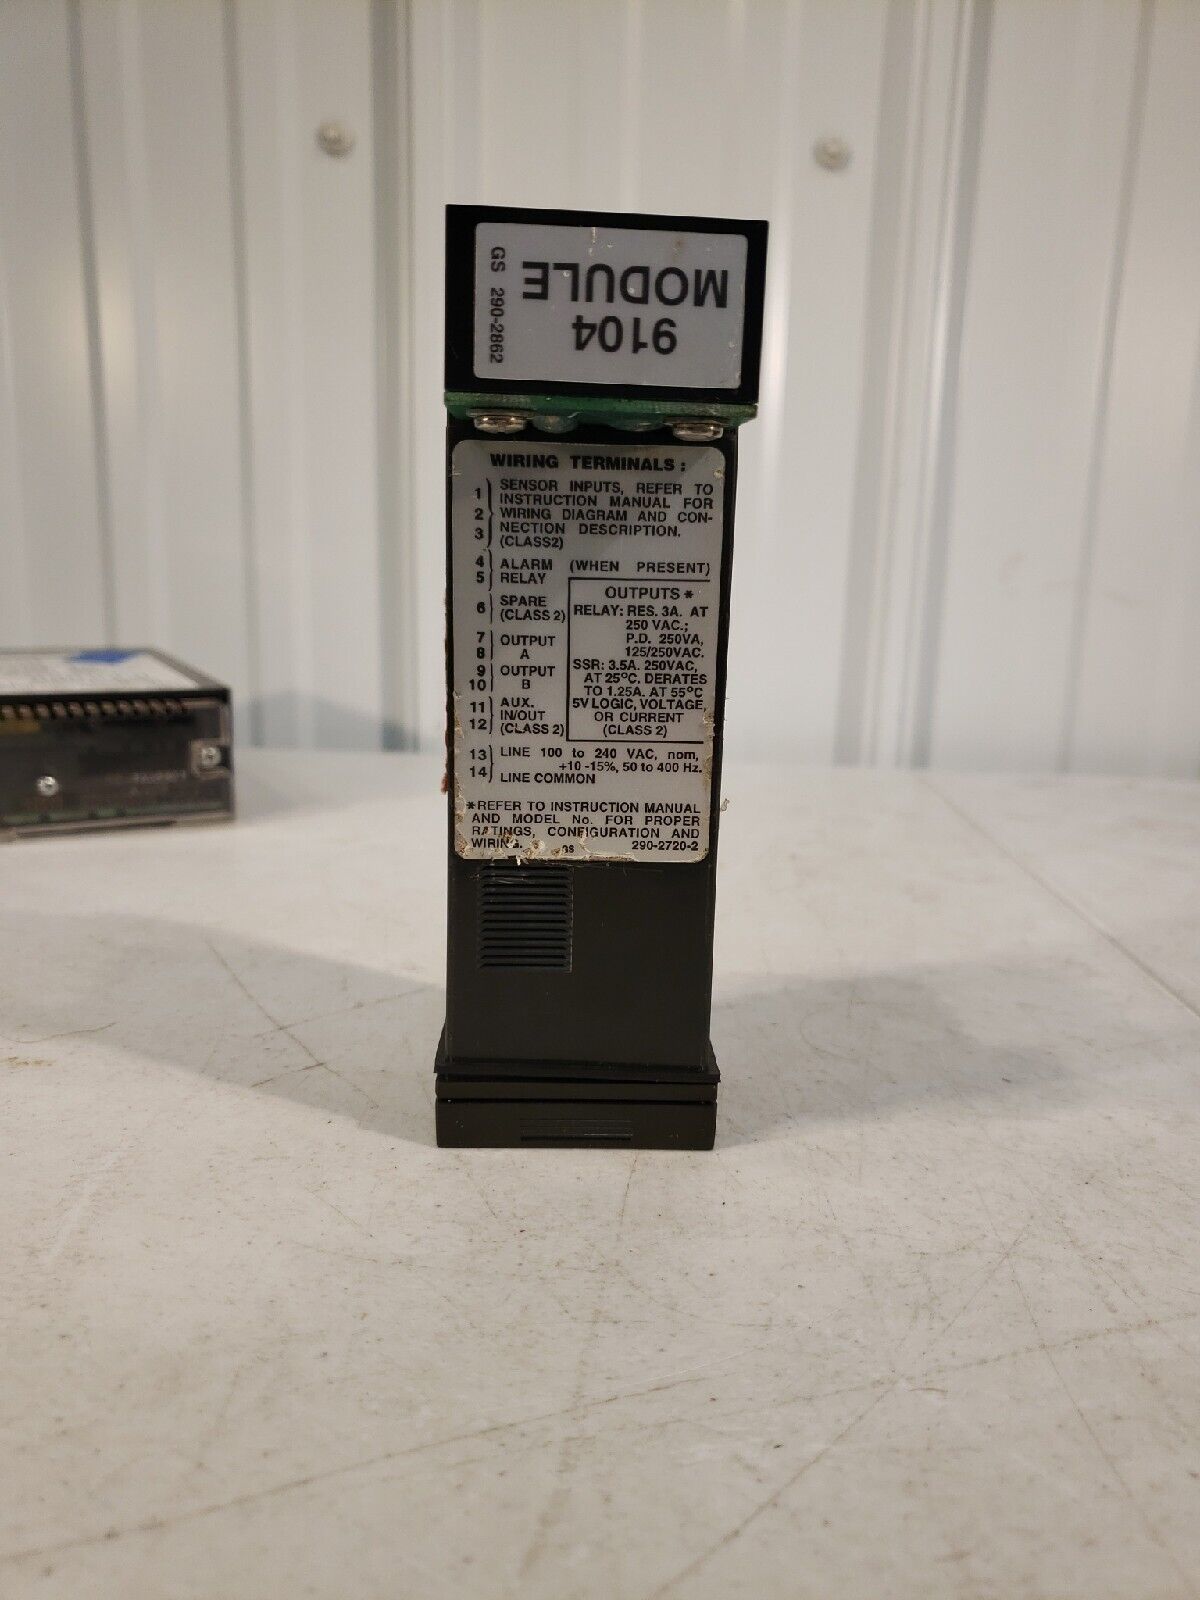 9104
MODULE
GS 290-2862
WIRING TERMINALS:
1
2
3
SENSOR INPUTS, REFER TO
INSTRUCTION MANUAL FOR
WIRING DIAGRAM AND CON-
NECTION DESCRIPTION.
(CLASS2)
4
5
ALARM (WHEN PRESENT)
RELAY
6
SPARE
(CLASS 2)
7
8
OUTPUT
A
9
10
OUTPUT
B
11
12
AUX.
IN/OUT
(CLASS 2)
OUTPUTS *
RELAY: RES. 3A. AT
250 VAC.;
P.D. 250VA,
125/250VAC.
SSR: 3.5A. 250VAC,
AT 25°C. DERATES
TO 1.25A. AT 55°C
5V LOGIC, VOLTAGE,
OR CURRENT
(CLASS 2)
13
14
LINE 100 to 240 VAC, nom,
+10 -15%, 50 to 400 Hz.
LINE COMMON
*REFER TO INSTRUCTION MANUAL
AND MODEL No. FOR PROPER
RATINGS, CONFIGURATION AND
WIRING. GS 290-2720-2